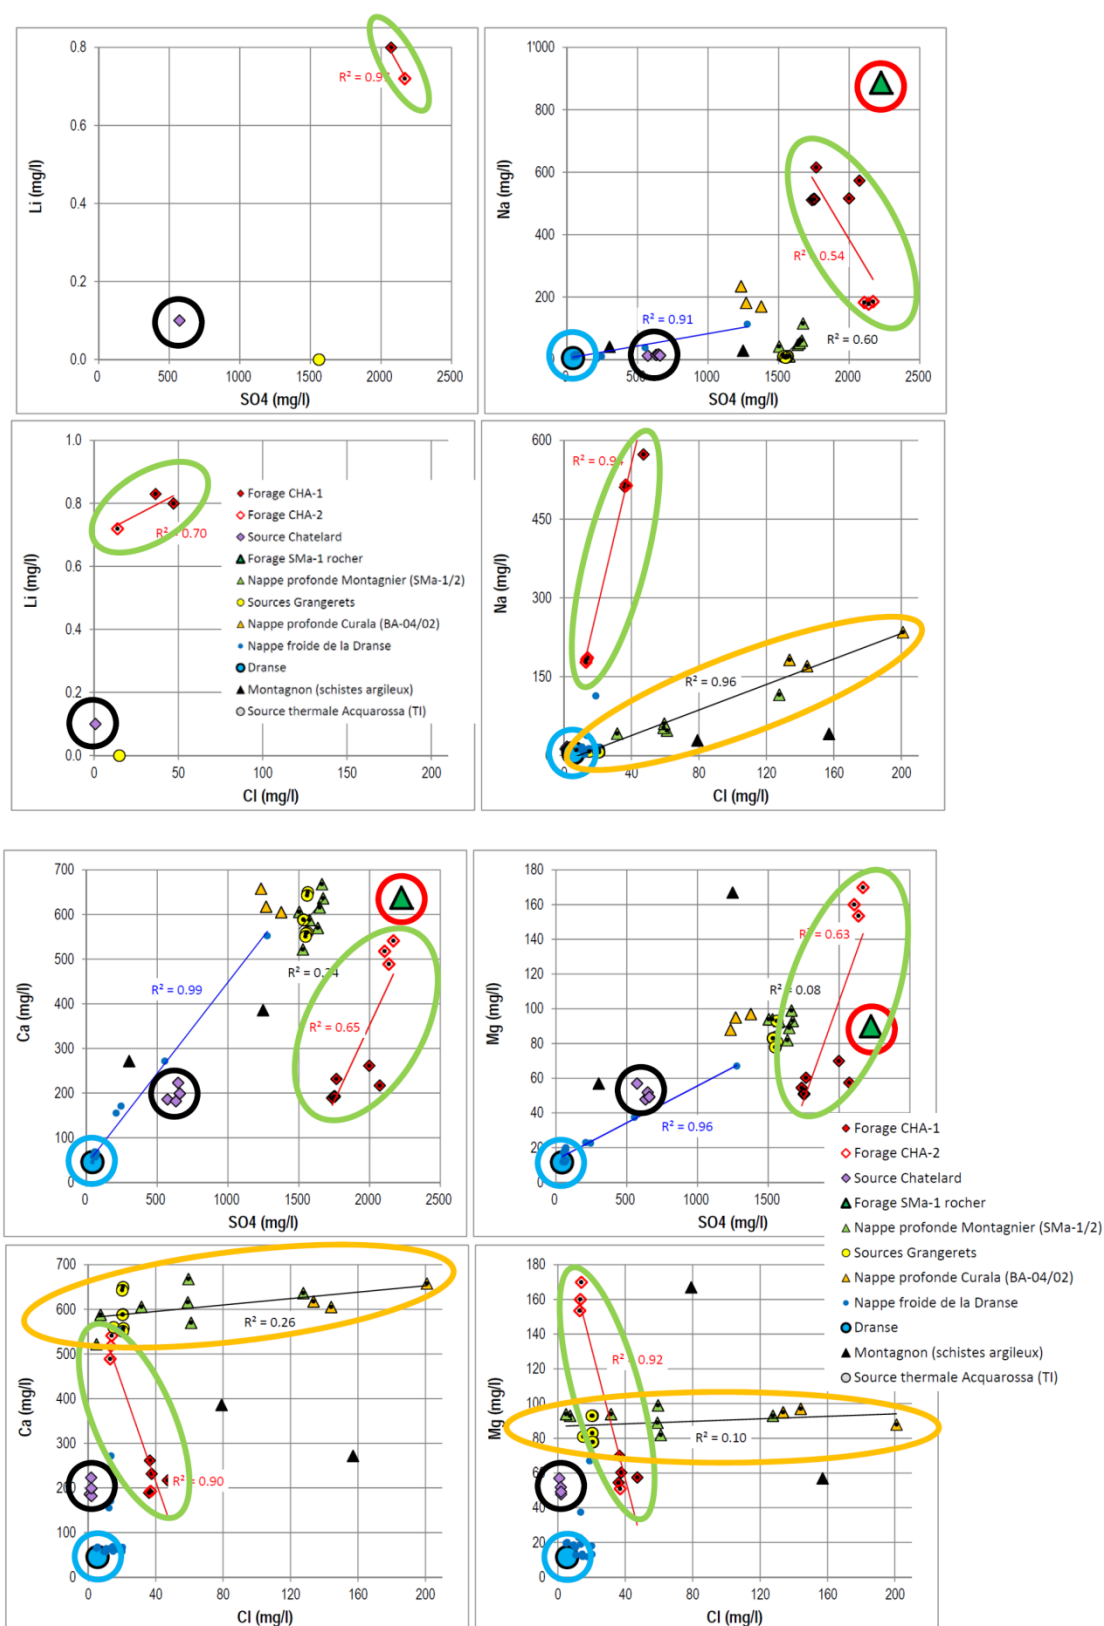 0.8
0.6
0.4
0.2
0.0
Li (mg/l)
0
500
1000
1500
2000
2500
SO4 (mg/l)
1'000
800
600
400
200
0
Na (mg/l)
R² = 0.54
R² = 0.91
R² = 0.60
0
500
1000
1500
2000
2500
SO4 (mg/l)
1.0
0.8
0.6
0.4
0.2
0.0
Li (mg/l)
Forage CHA-1
Forage CHA-2
Source Chatelard
Forage SMa-1 rocher
Nappe profonde Montagnier (SMa-1/2)
Sources Grangerets
Nappe profonde Curala (BA-04/02)
Nappe froide de la Dranse
Dranse
Montagnon (schistes argileux)
Source thermale Acquarossa (TI)
R² = 0.70
0
50
100
150
200
Cl (mg/l)
600
450
300
150
0
Na (mg/l)
R² = 0.94
R² = 0.96
0
40
80
120
160
200
Cl (mg/l)
700
600
500
400
300
200
100
0
Ca (mg/l)
R² = 0.99
R² = 0.65
0
500
1000
1500
2000
2500
SO4 (mg/l)
180
160
140
120
100
80
60
40
20
0
Mg (mg/l)
R² = 0.63
R² = 0.08
R² = 0.96
0
500
1000
1500
SO4 (mg/l)
Forage CHA-1
Forage CHA-2
Source Chatelard
Forage SMa-1 rocher
Nappe profonde Montagnier (SMa-1/2)
Sources Grangerets
Nappe profonde Curala (BA-04/02)
Nappe froide de la Dranse
Dranse
Montagnon (schistes argileux)
Source thermale Acquarossa (TI)
700
600
500
400
300
200
100
0
Ca (mg/l)
R² = 0.26
R² = 0.90
0
40
80
120
160
200
Cl (mg/l)
180
160
140
120
100
80
60
40
20
0
Mg (mg/l)
R² = 0.92
R² = 0.10
0
40
80
120
160
200
Cl (mg/l)